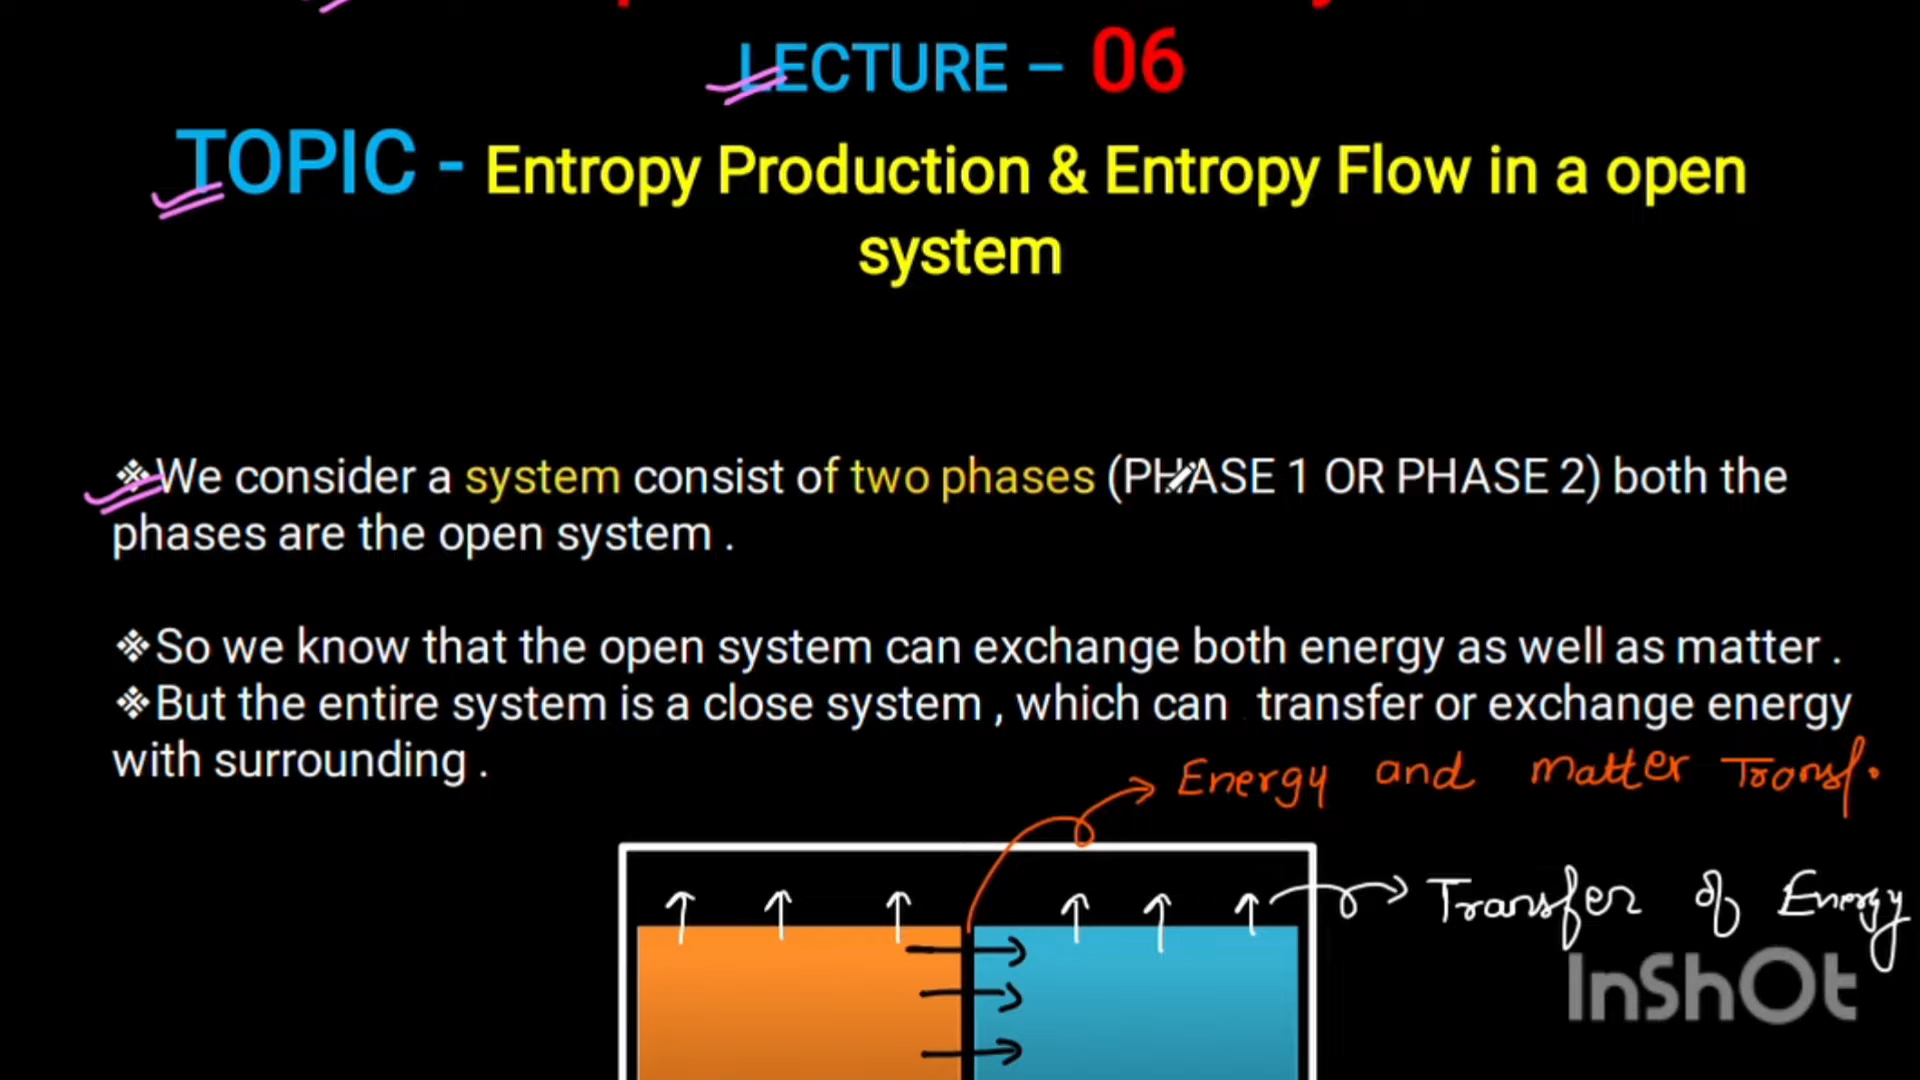 LECTURE – 06
TOPIC - Entropy Production & Entropy Flow in a open
system
❖We consider a system consist of two phases (PHASE 1 OR PHASE 2) both the
phases are the open system .
❖So we know that the open system can exchange both energy as well as matter .
❖But the entire system is a close system , which can transfer or exchange energy
with surrounding .
Energy and matter Transf.
Transfer of Energy
InShOt